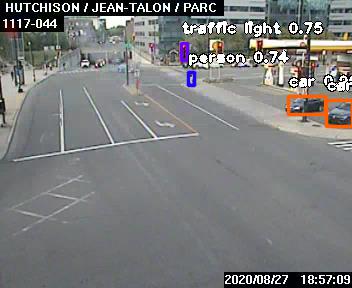 HUTCHISON / JEAN-TALON / PARC
1117-044
traffic light 0.75
person 0.74
car
car
2020/08/27 18:57:09